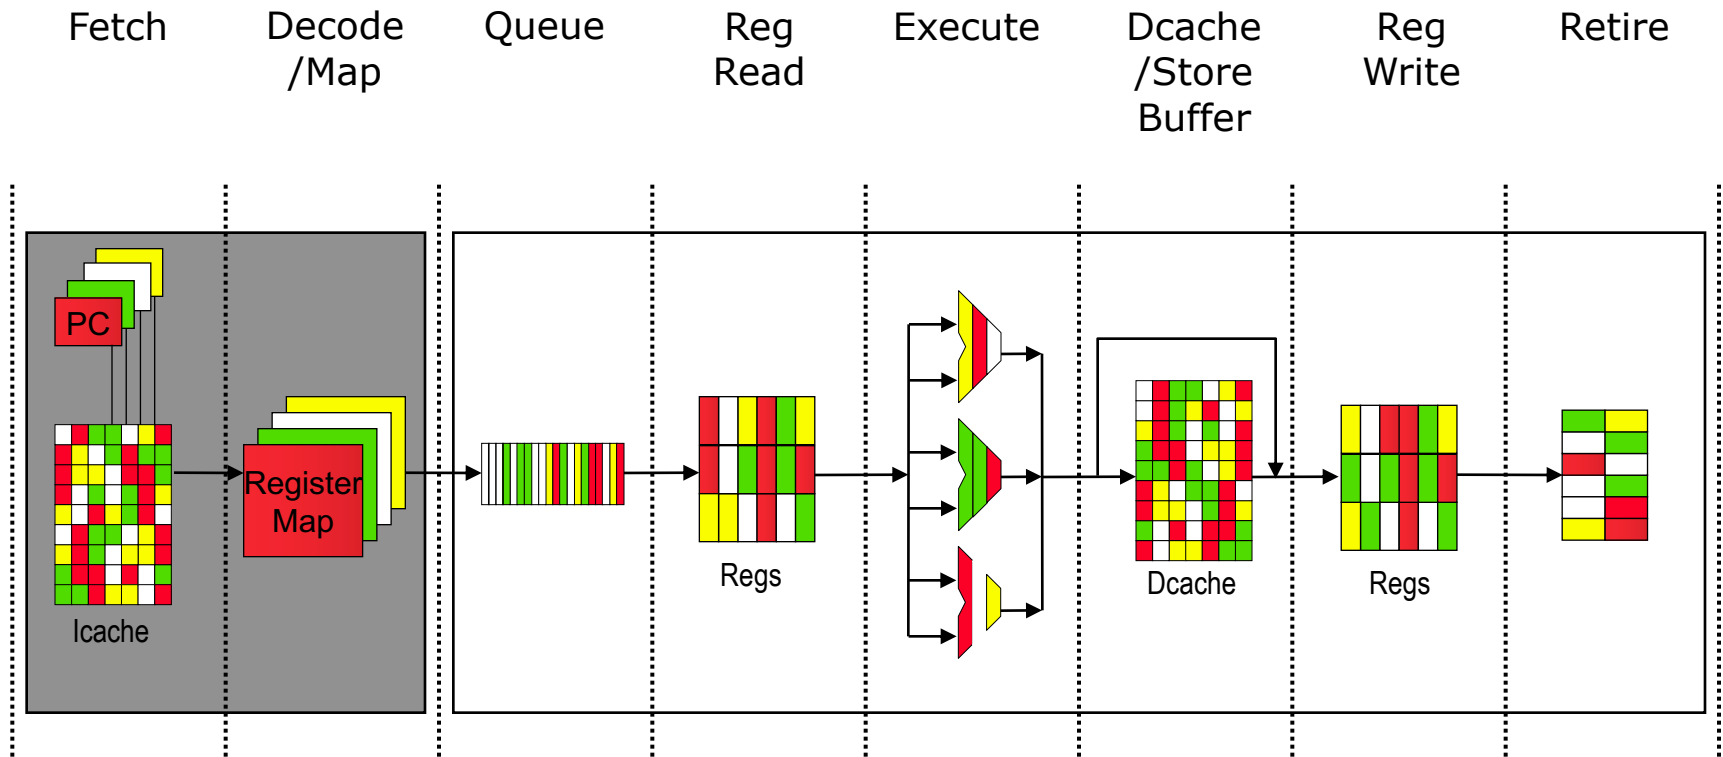 Fetch
Decode
/Map
Queue
Reg
Read
Execute
Dcache
/Store
Buffer
Reg
Write
Retire
PC
Icache
Register
Map
Regs
Dcache
Regs